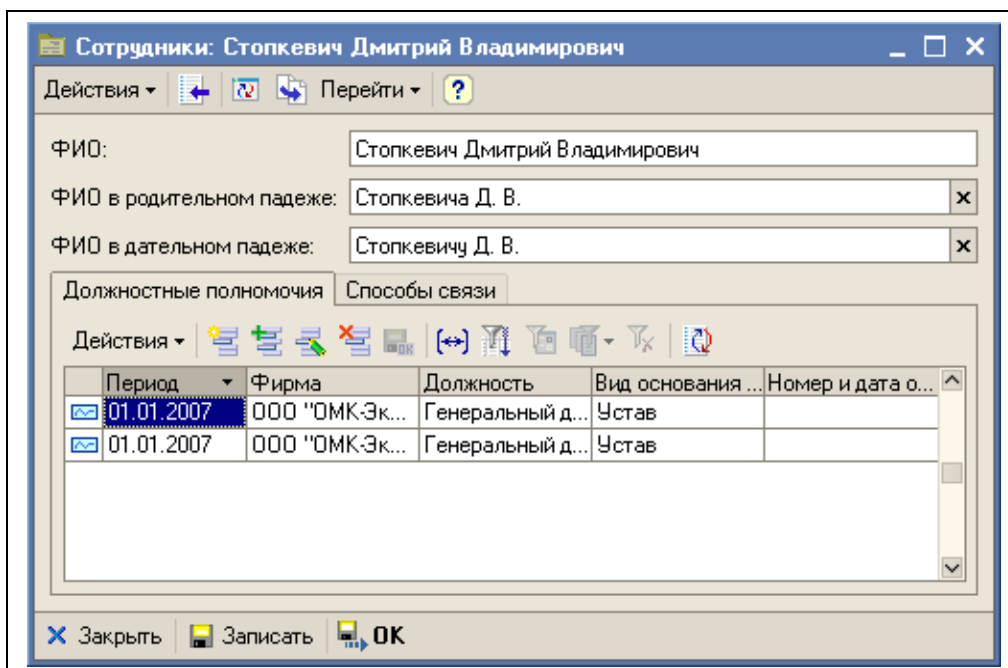 Сотрудники: Стопкевич Дмитрий Владимирович
Действия Перейти ?
ФИО: Стопкевич Дмитрий Владимирович
ФИО в родительном падеже: Стопкевича Д. В.
ФИО в дательном падеже: Стопкевичу Д. В.
Должностные полномочия Способы связи
Действия
Период Фирма Должность Вид основания ... Номер и дата о...
01.01.2007 ООО "ОМК-Эк... Генеральный д... Устав
01.01.2007 ООО "ОМК-Эк... Генеральный д... Устав
Закрыть Записать OK